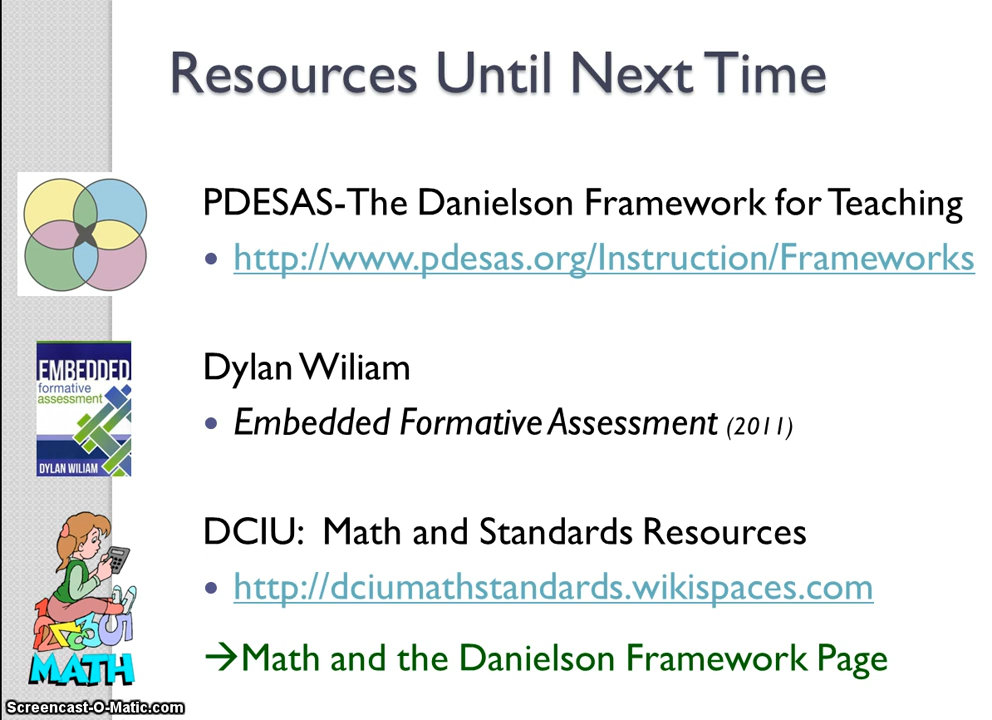 Resources Until Next Time
PDESAS-The Danielson Framework for Teaching
• http://www.pdesas.org/Instruction/Frameworks
EMBEDDED
formative
assessment
DYLAN WILIAM
Dylan Wiliam
• Embedded Formative Assessment (2011)
DCIU: Math and Standards Resources
• http://dciumathstandards.wikispaces.com
→Math and the Danielson Framework Page
MATH
Screencast-O-Matic.com